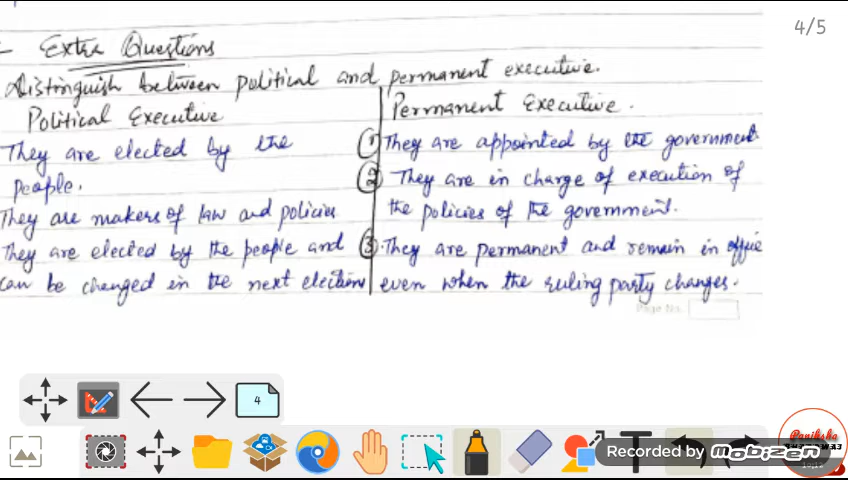 4/5
Extra Questions
Distinguish between political and permanent executive.
Political Executive
They are elected by the
people.
They are makers of law and policies
They are elected by the people and
can be changed in the next elections
Permanent Executive.
① They are appointed by the government.
② They are in charge of execution of
the policies of the government.
③ They are permanent and remain in office
even when the ruling party changes.
Page No.
4
T
Recorded by mobizen